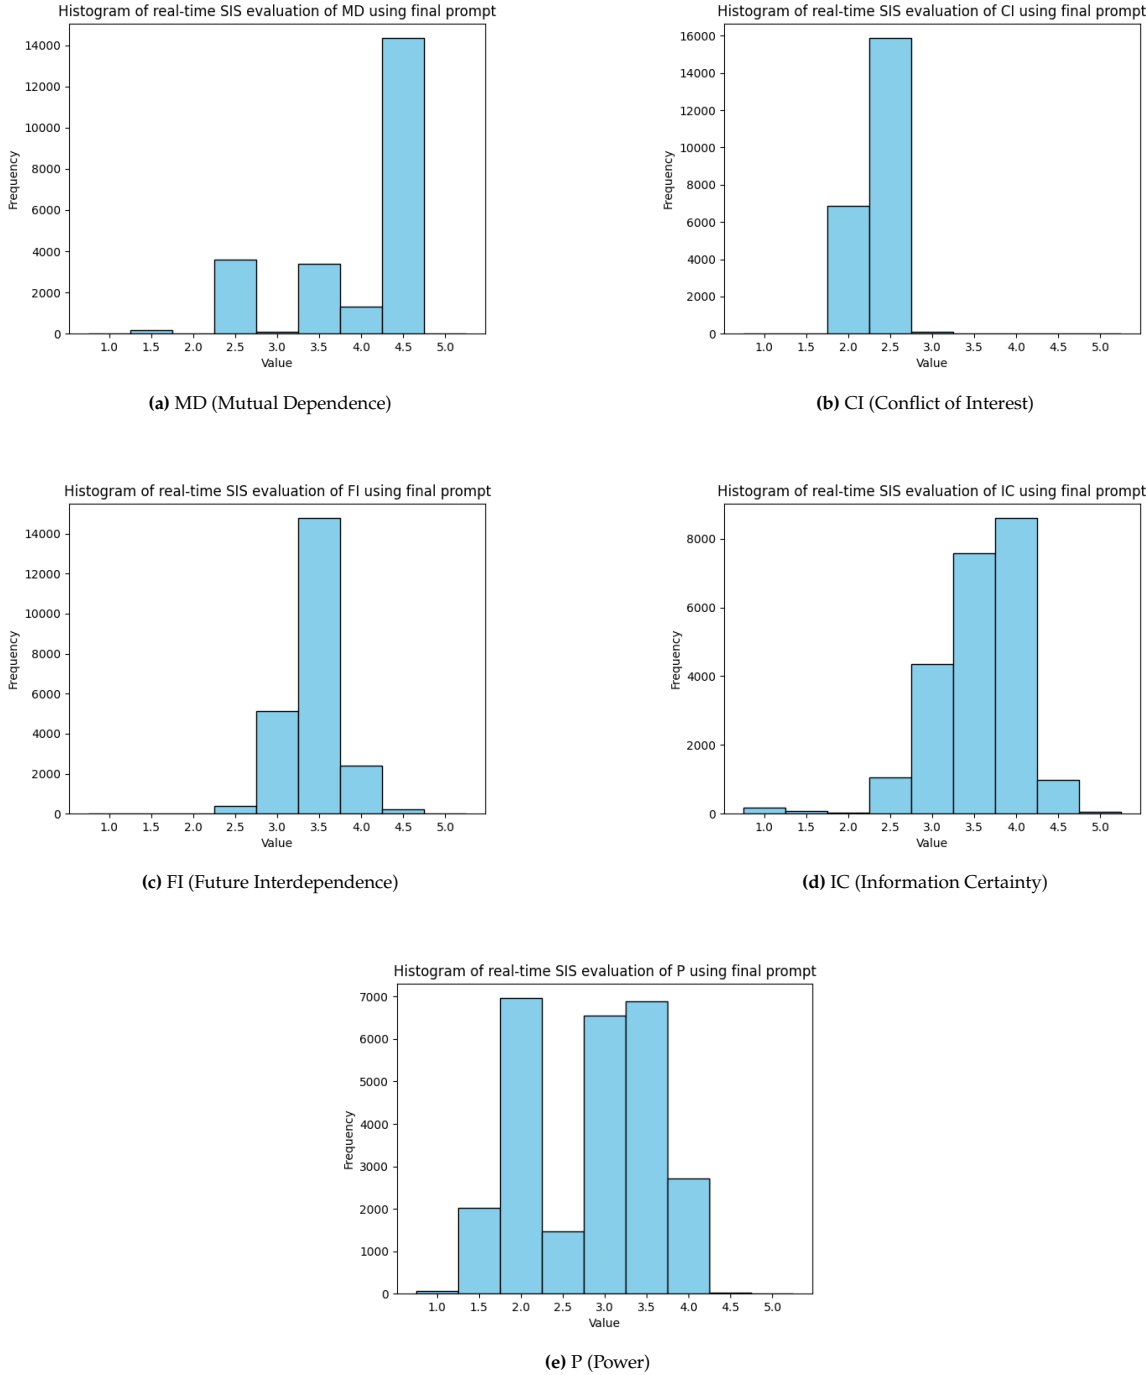 Histogram of real-time SIS evaluation of MD using final prompt
14000
12000
10000
8000
6000
4000
2000
0
Frequency
1.0 1.5 2.0 2.5 3.0 3.5 4.0 4.5 5.0
Value
(a) MD (Mutual Dependence)
Histogram of real-time SIS evaluation of CI using final prompt
16000
14000
12000
10000
8000
6000
4000
2000
0
Frequency
1.0 1.5 2.0 2.5 3.0 3.5 4.0 4.5 5.0
Value
(b) CI (Conflict of Interest)
Histogram of real-time SIS evaluation of FI using final prompt
14000
12000
10000
8000
6000
4000
2000
0
Frequency
1.0 1.5 2.0 2.5 3.0 3.5 4.0 4.5 5.0
Value
(c) FI (Future Interdependence)
Histogram of real-time SIS evaluation of IC using final prompt
8000
6000
4000
2000
0
Frequency
1.0 1.5 2.0 2.5 3.0 3.5 4.0 4.5 5.0
Value
(d) IC (Information Certainty)
Histogram of real-time SIS evaluation of P using final prompt
7000
6000
5000
4000
3000
2000
1000
0
Frequency
1.0 1.5 2.0 2.5 3.0 3.5 4.0 4.5 5.0
Value
(e) P (Power)